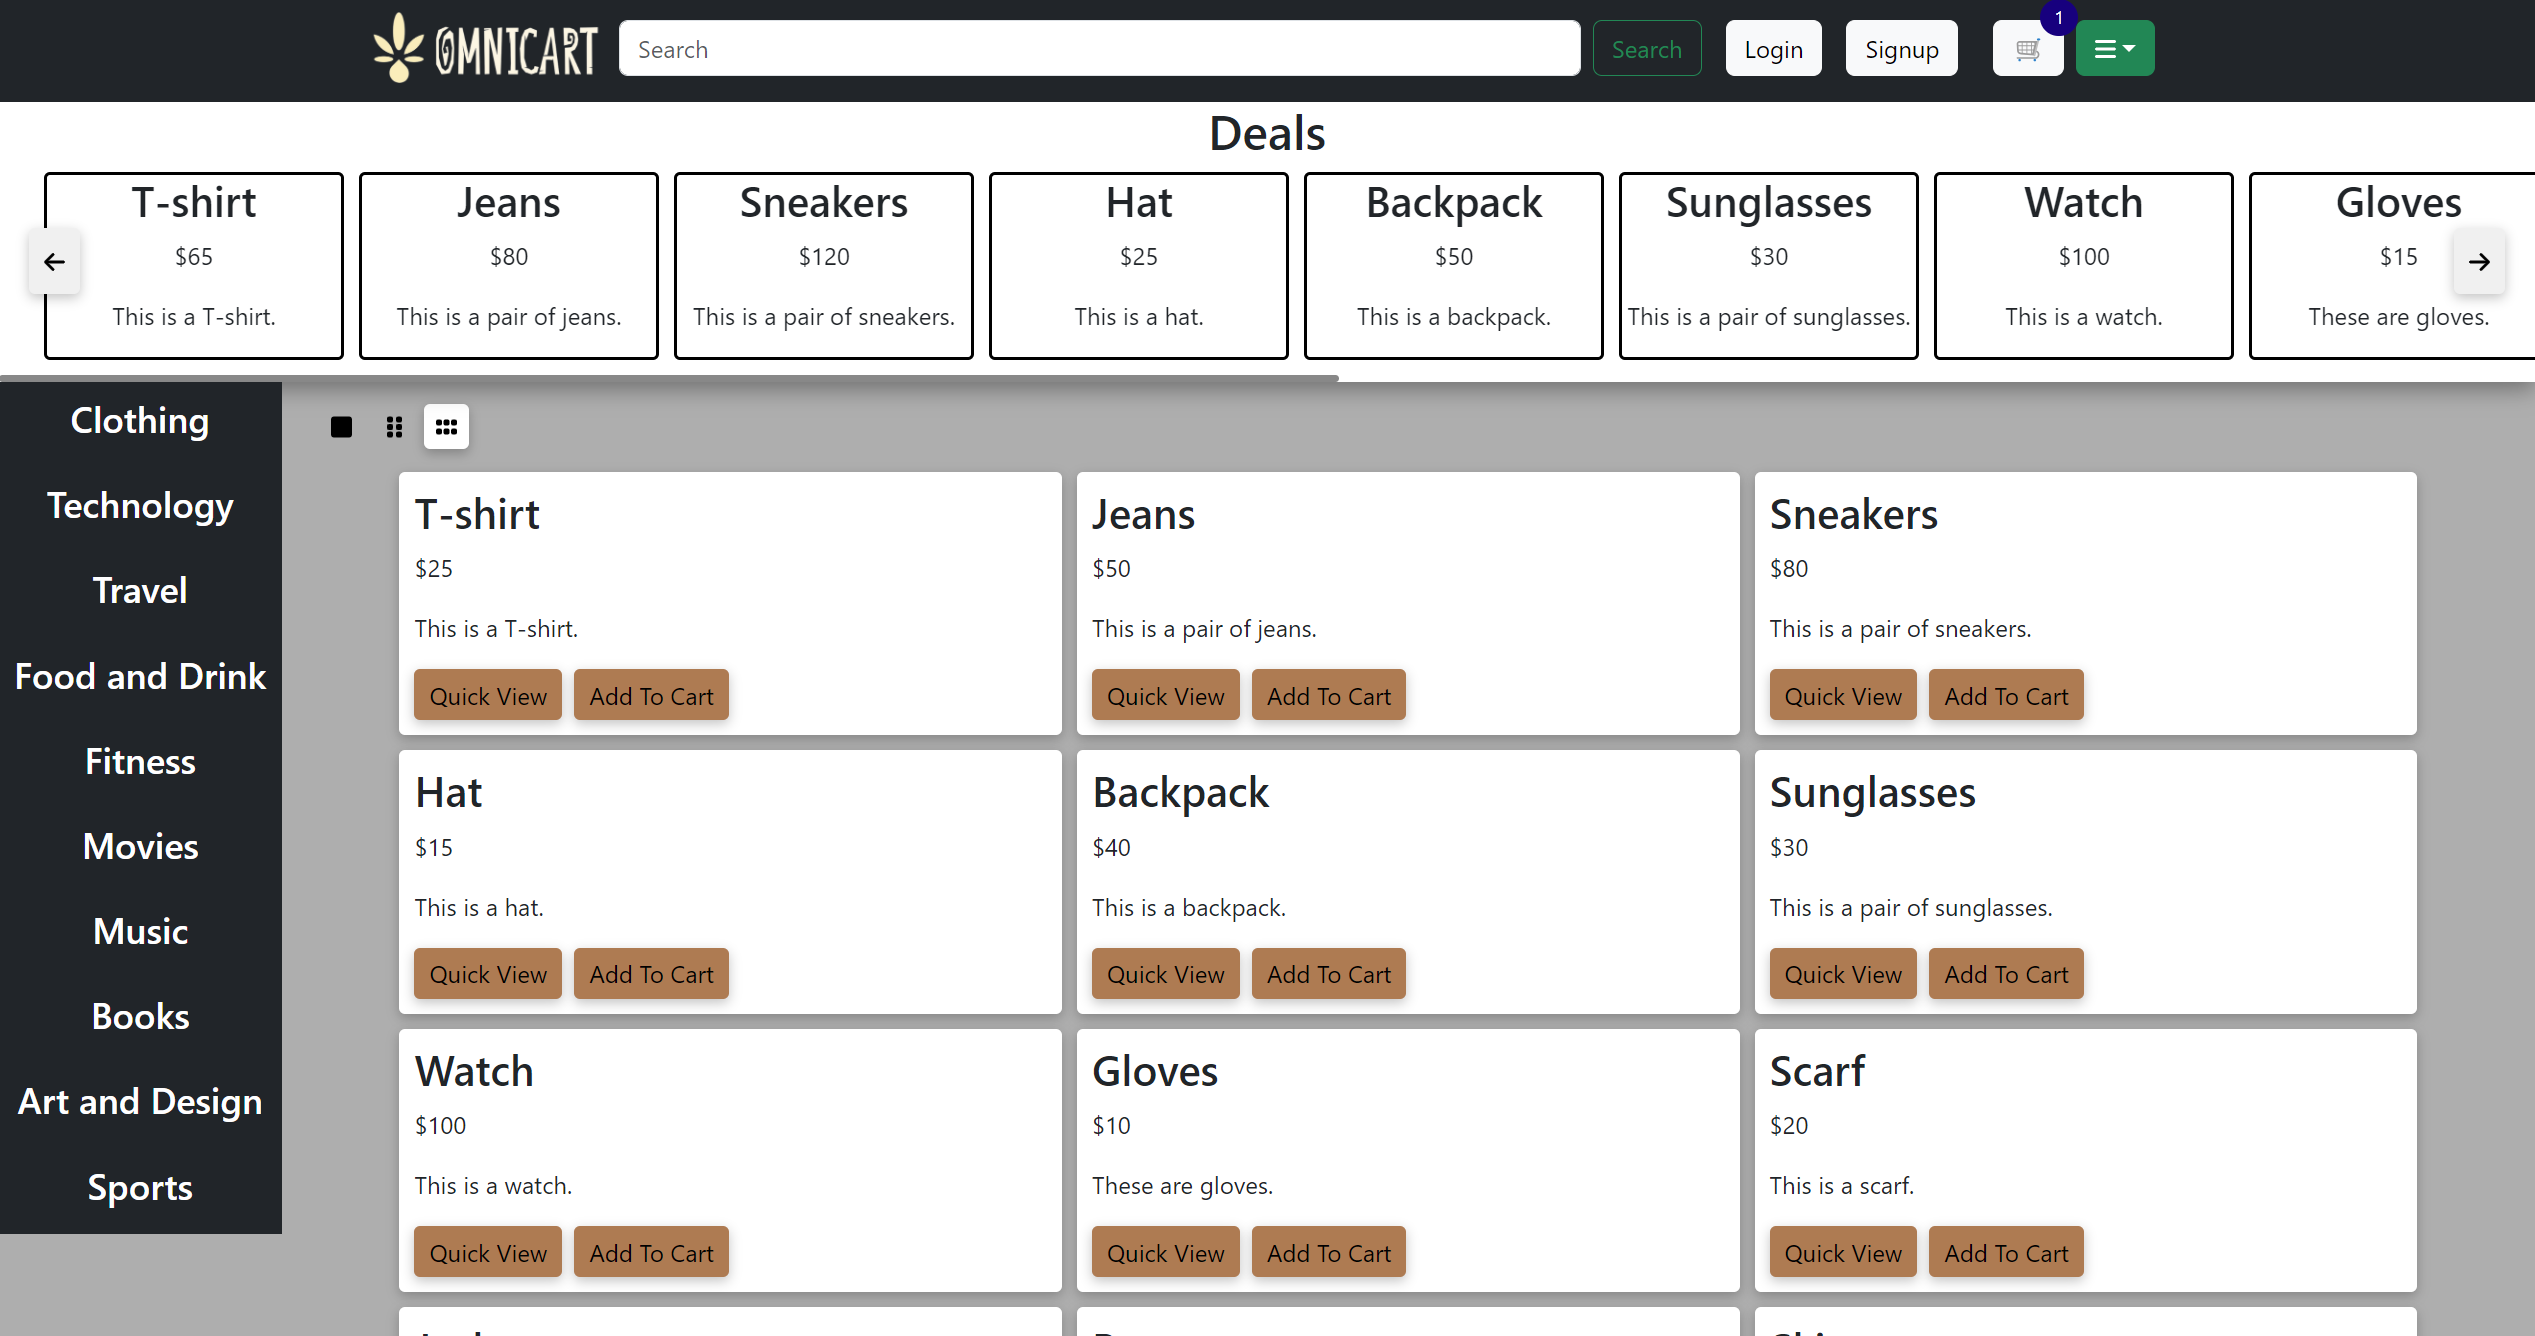 OMNICART
Search
Search
Login
Signup
1
Deals
T-shirt
$65
This is a T-shirt.
Jeans
$80
This is a pair of jeans.
Sneakers
$120
This is a pair of sneakers.
Hat
$25
This is a hat.
Backpack
$50
This is a backpack.
Sunglasses
$30
This is a pair of sunglasses.
Watch
$100
This is a watch.
Gloves
$15
These are gloves.
Clothing
Technology
Travel
Food and Drink
Fitness
Movies
Music
Books
Art and Design
Sports
T-shirt
$25
This is a T-shirt.
Quick View
Add To Cart
Jeans
$50
This is a pair of jeans.
Quick View
Add To Cart
Sneakers
$80
This is a pair of sneakers.
Quick View
Add To Cart
Hat
$15
This is a hat.
Quick View
Add To Cart
Backpack
$40
This is a backpack.
Quick View
Add To Cart
Sunglasses
$30
This is a pair of sunglasses.
Quick View
Add To Cart
Watch
$100
This is a watch.
Quick View
Add To Cart
Gloves
$10
These are gloves.
Quick View
Add To Cart
Scarf
$20
This is a scarf.
Quick View
Add To Cart